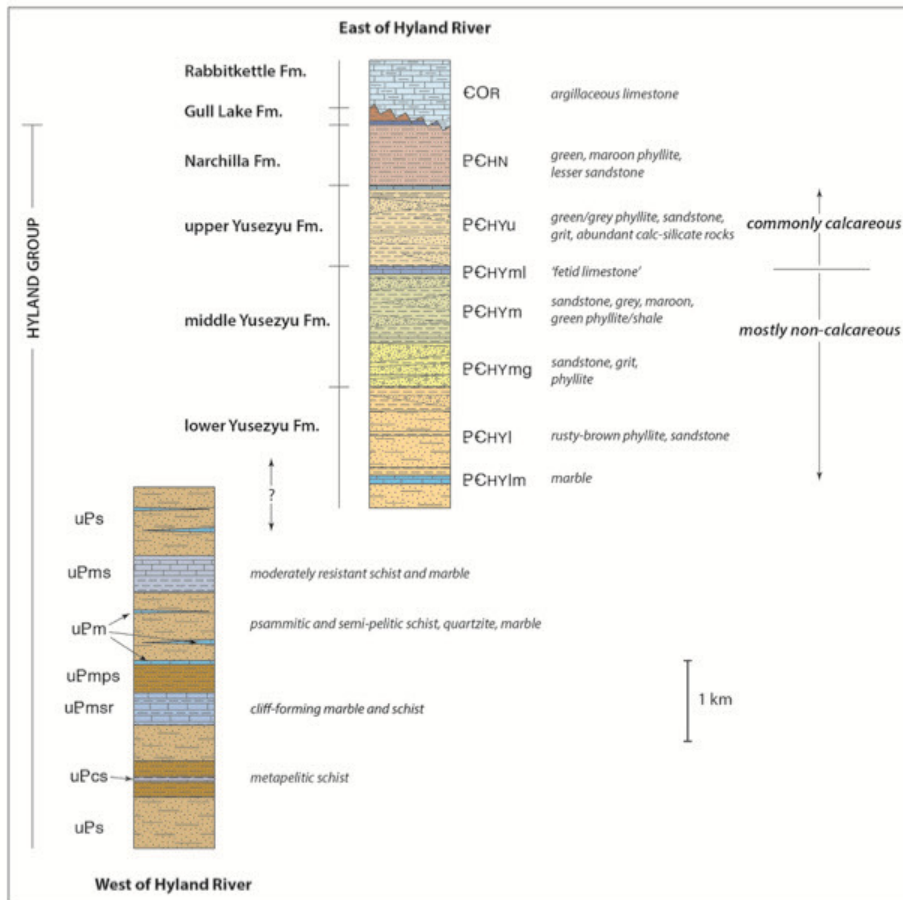 East of Hyland River
Rabbitkettle Fm.
ЄOR
argillaceous limestone
Gull Lake Fm.
Narchilla Fm.
PЄHN
green, maroon phyllite,
lesser sandstone
upper Yusezyu Fm.
PЄHYu
green/grey phyllite, sandstone,
grit, abundant calc-silicate rocks
commonly calcareous
PЄHYml
'fetid limestone'
middle Yusezyu Fm.
PЄHYm
sandstone, grey, maroon,
green phyllite/shale
mostly non-calcareous
PЄHYmg
sandstone, grit,
phyllite
lower Yusezyu Fm.
PЄHYl
rusty-brown phyllite, sandstone
PЄHYlm
marble
HYLAND GROUP
?
uPs
uPms
moderately resistant schist and marble
uPm
psammitic and semi-pelitic schist, quartzite, marble
uPmps
uPmsr
cliff-forming marble and schist
1 km
uPcs
metapelitic schist
uPs
West of Hyland River